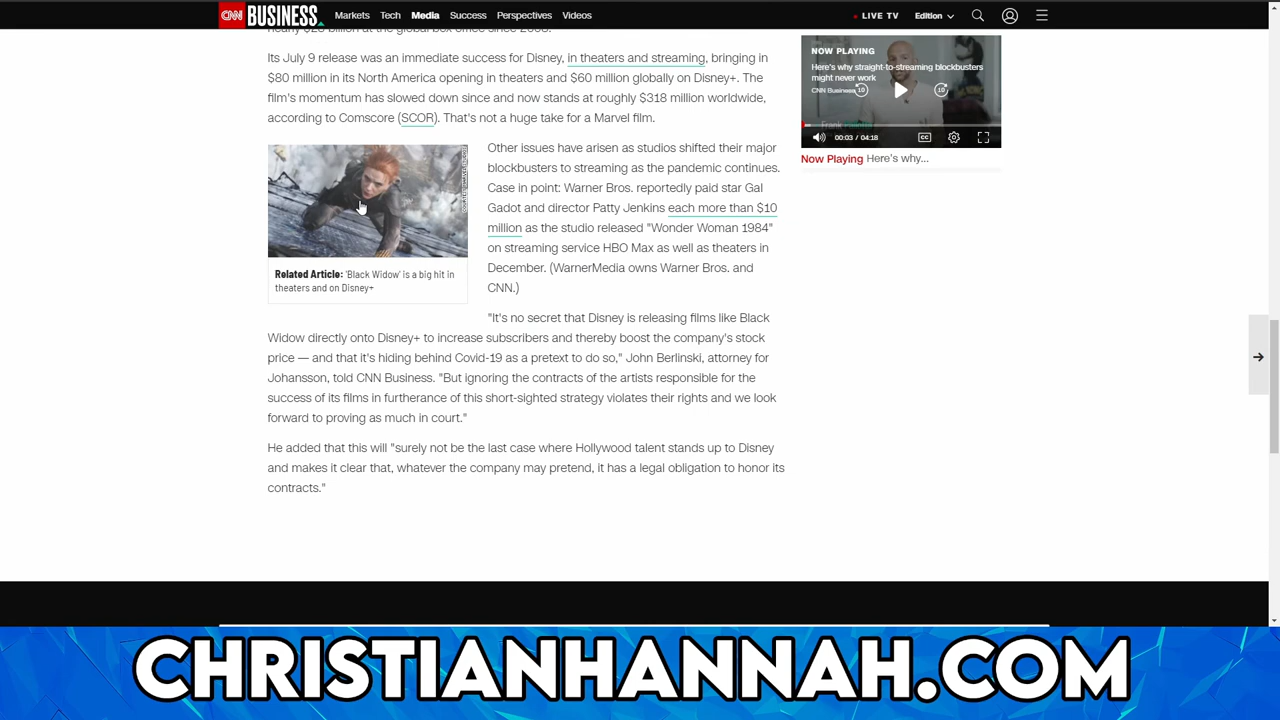 CNN BUSINESS Markets Tech Media Success Perspectives Videos LIVE TV Edition
nearly $23 billion at the global box office since 2008.
Its July 9 release was an immediate success for Disney, in theaters and streaming, bringing in
$80 million in its North America opening in theaters and $60 million globally on Disney+. The
film's momentum has slowed down since and now stands at roughly $318 million worldwide,
according to Comscore (SCOR). That's not a huge take for a Marvel film.
Related Article: 'Black Widow' is a big hit in
theaters and on Disney+
Other issues have arisen as studios shifted their major
blockbusters to streaming as the pandemic continues.
Case in point: Warner Bros. reportedly paid star Gal
Gadot and director Patty Jenkins each more than $10
million as the studio released "Wonder Woman 1984"
on streaming service HBO Max as well as theaters in
December. (WarnerMedia owns Warner Bros. and
CNN.)
"It's no secret that Disney is releasing films like Black
Widow directly onto Disney+ to increase subscribers and thereby boost the company's stock
price — and that it's hiding behind Covid-19 as a pretext to do so," John Berlinski, attorney for
Johansson, told CNN Business. "But ignoring the contracts of the artists responsible for the
success of its films in furtherance of this short-sighted strategy violates their rights and we look
forward to proving as much in court."
He added that this will "surely not be the last case where Hollywood talent stands up to Disney
and makes it clear that, whatever the company may pretend, it has a legal obligation to honor its
contracts."
NOW PLAYING
Here's why straight-to-streaming blockbusters
might never work
CNN Business
10 10
Frank
00:03 / 04:18
CC
Now Playing Here's why...
CHRISTIANHANNAH.COM